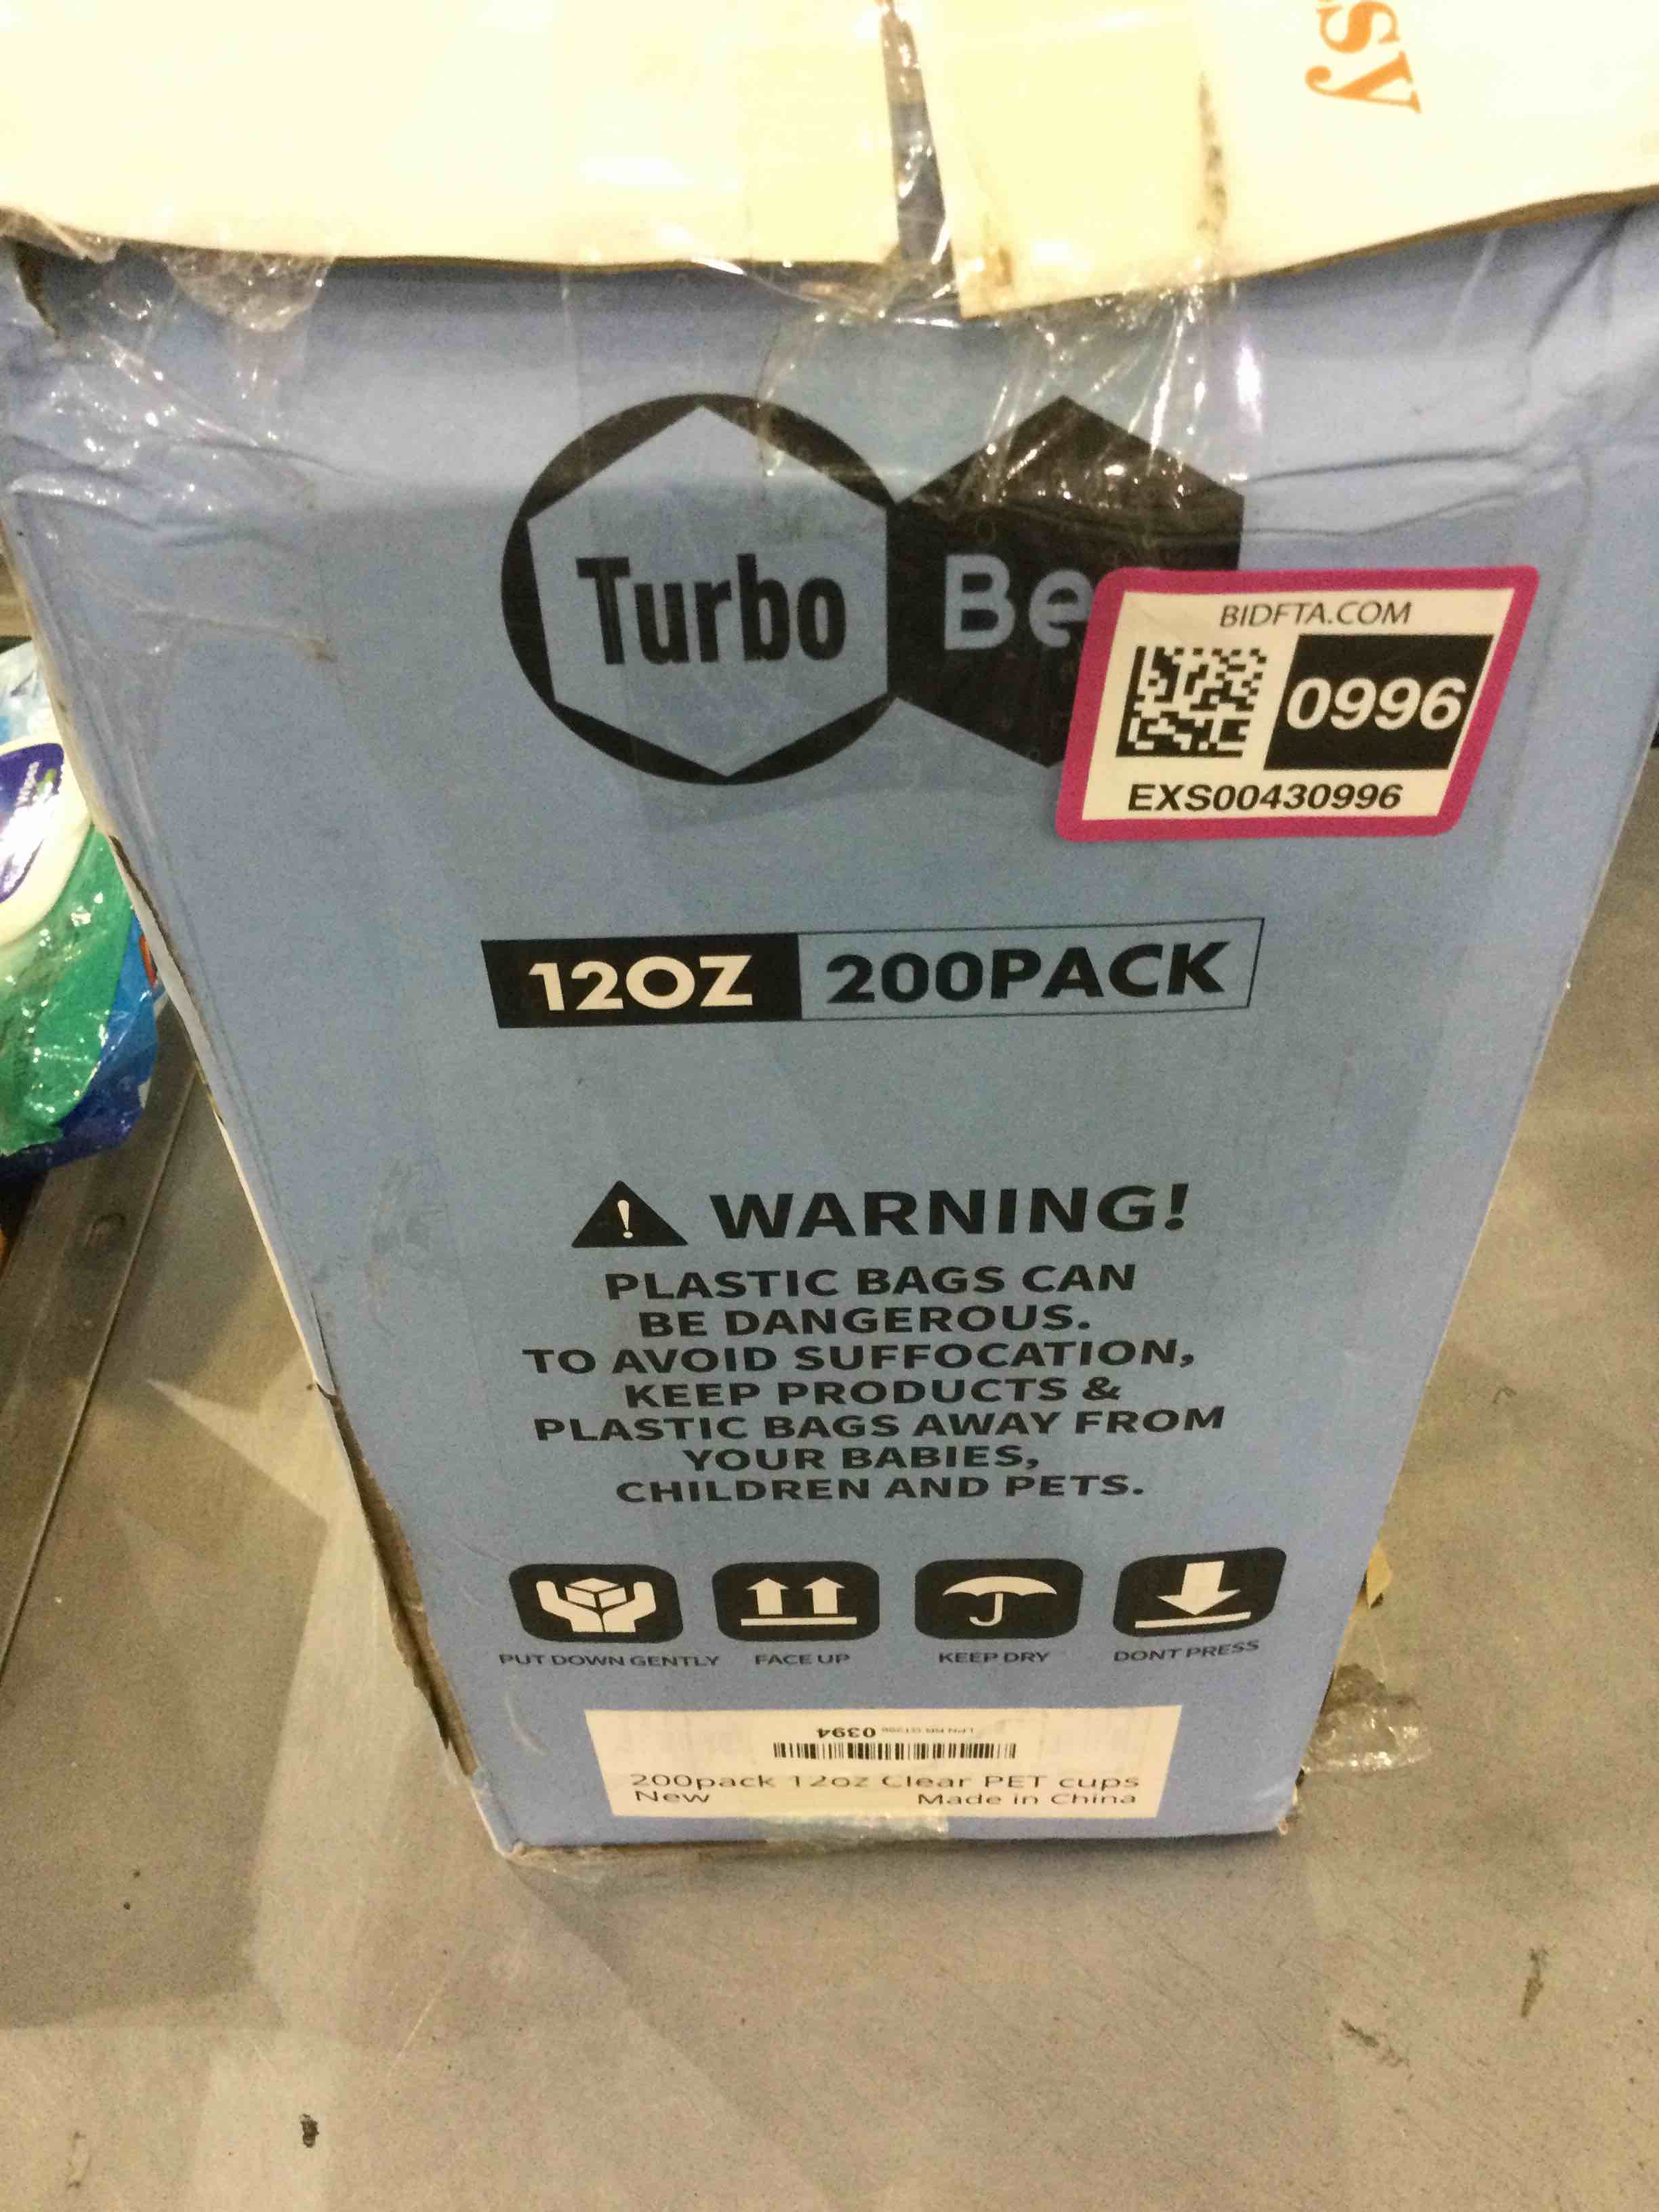 sy
Turbo Be
BIDFTA.COM
0996
EXS00430996
12OZ 200PACK
! WARNING!
PLASTIC BAGS CAN
BE DANGEROUS.
TO AVOID SUFFOCATION,
KEEP PRODUCTS &
PLASTIC BAGS AWAY FROM
YOUR BABIES,
CHILDREN AND PETS.
PUT DOWN GENTLY FACE UP KEEP DRY DONT PRESS
0394
200pack 12oz Clear PET cups
New Made in China